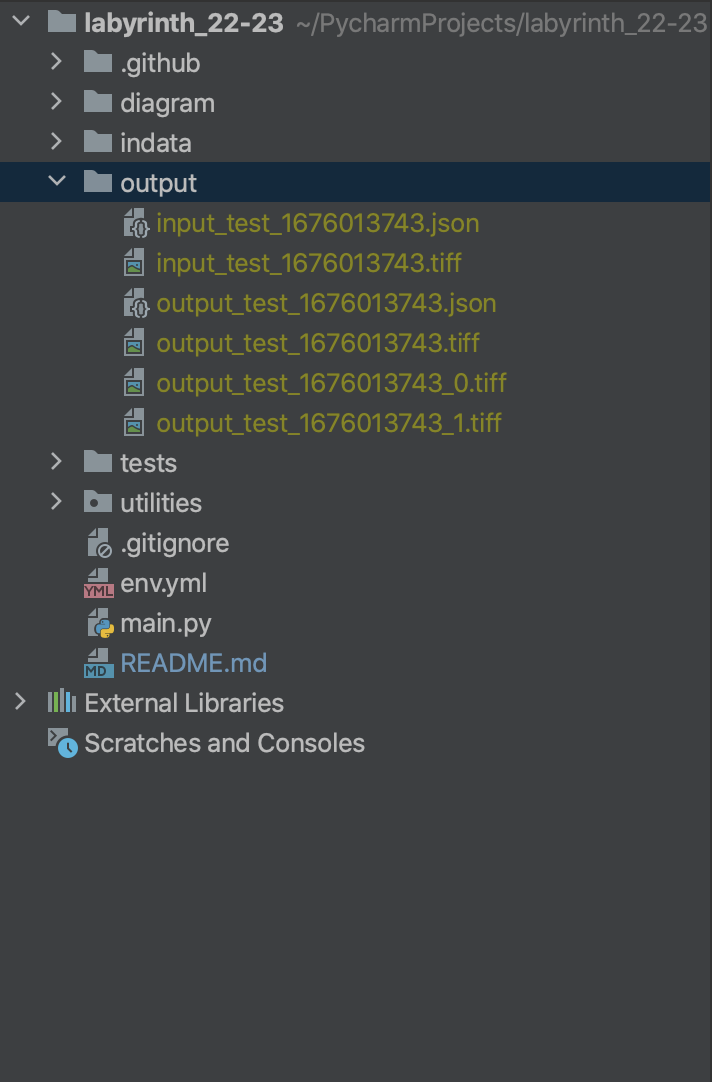 labyrinth_22-23 ~/PycharmProjects/labyrinth_22-23
.github
diagram
indata
output
input_test_1676013743.json
input_test_1676013743.tiff
output_test_1676013743.json
output_test_1676013743.tiff
output_test_1676013743_0.tiff
output_test_1676013743_1.tiff
tests
utilities
.gitignore
YML env.yml
main.py
MD README.md
External Libraries
Scratches and Consoles